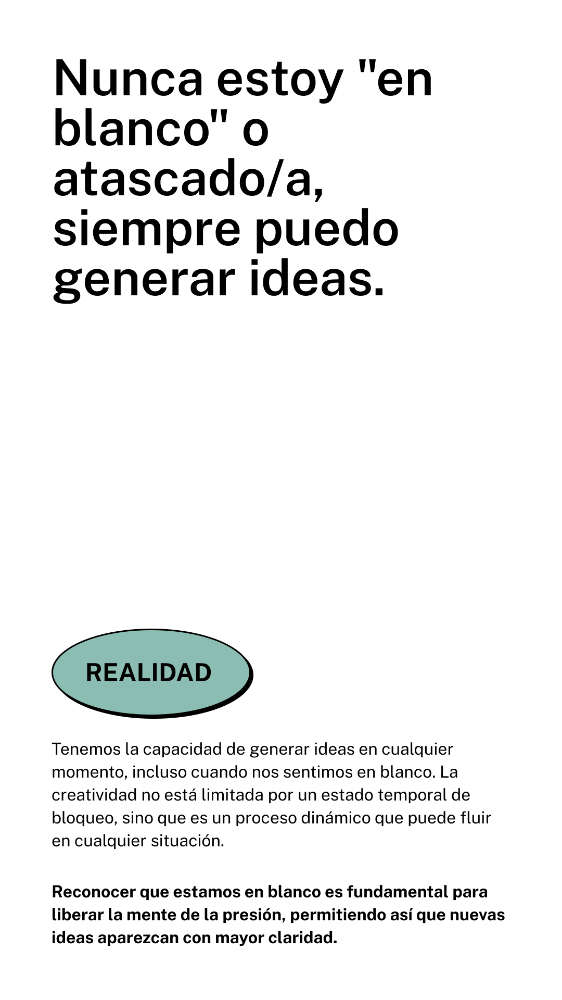 Nunca estoy "en
blanco" o
atascado/a,
siempre puedo
generar ideas.
REALIDAD
Tenemos la capacidad de generar ideas en cualquier
momento, incluso cuando nos sentimos en blanco. La
creatividad no está limitada por un estado temporal de
bloqueo, sino que es un proceso dinámico que puede fluir
en cualquier situación.
Reconocer que estamos en blanco es fundamental para
liberar la mente de la presión, permitiendo así que nuevas
ideas aparezcan con mayor claridad.